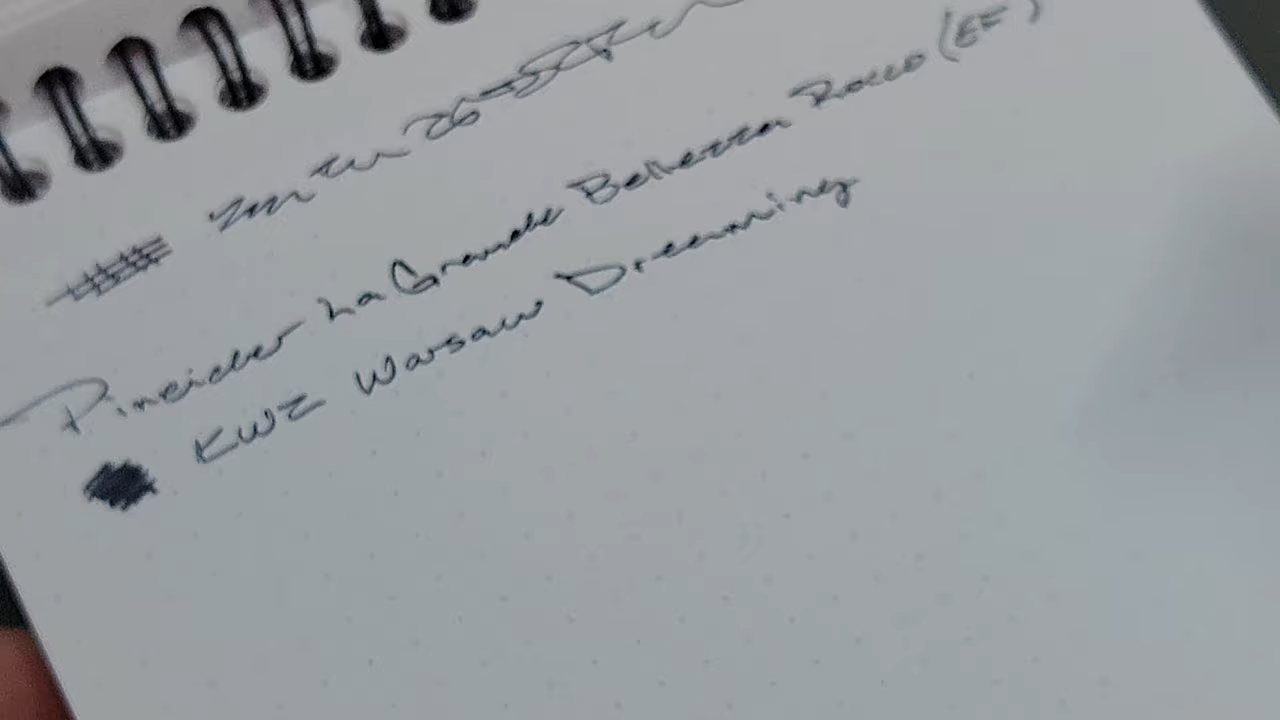 Pineider La Grande Bellezza Rocco (EF)
KWZ Warsaw Dreaming